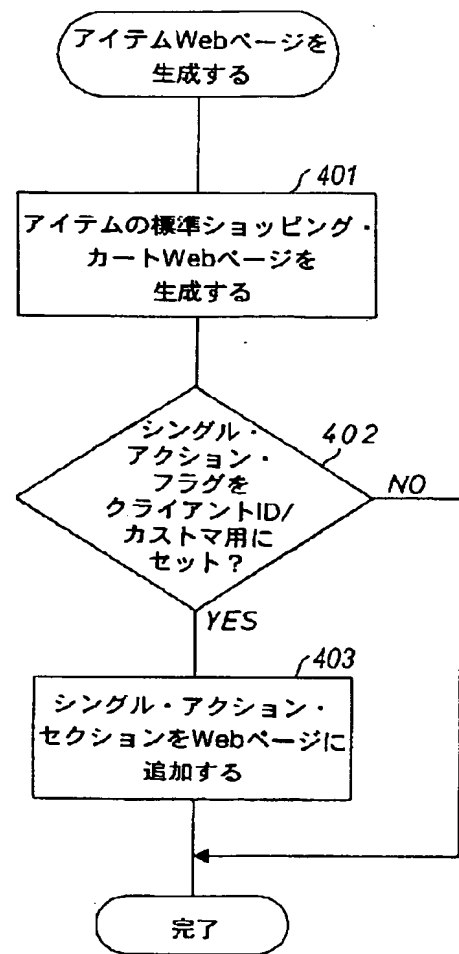 アイテムWebページを
生成する
401
アイテムの標準ショッピング・
カートWebページを
生成する
402
シングル・
アクション・
フラグを
クライアントID/
カストマ用に
セット？
NO
YES
403
シングル・アクション・
セクションをWebページに
追加する
完了